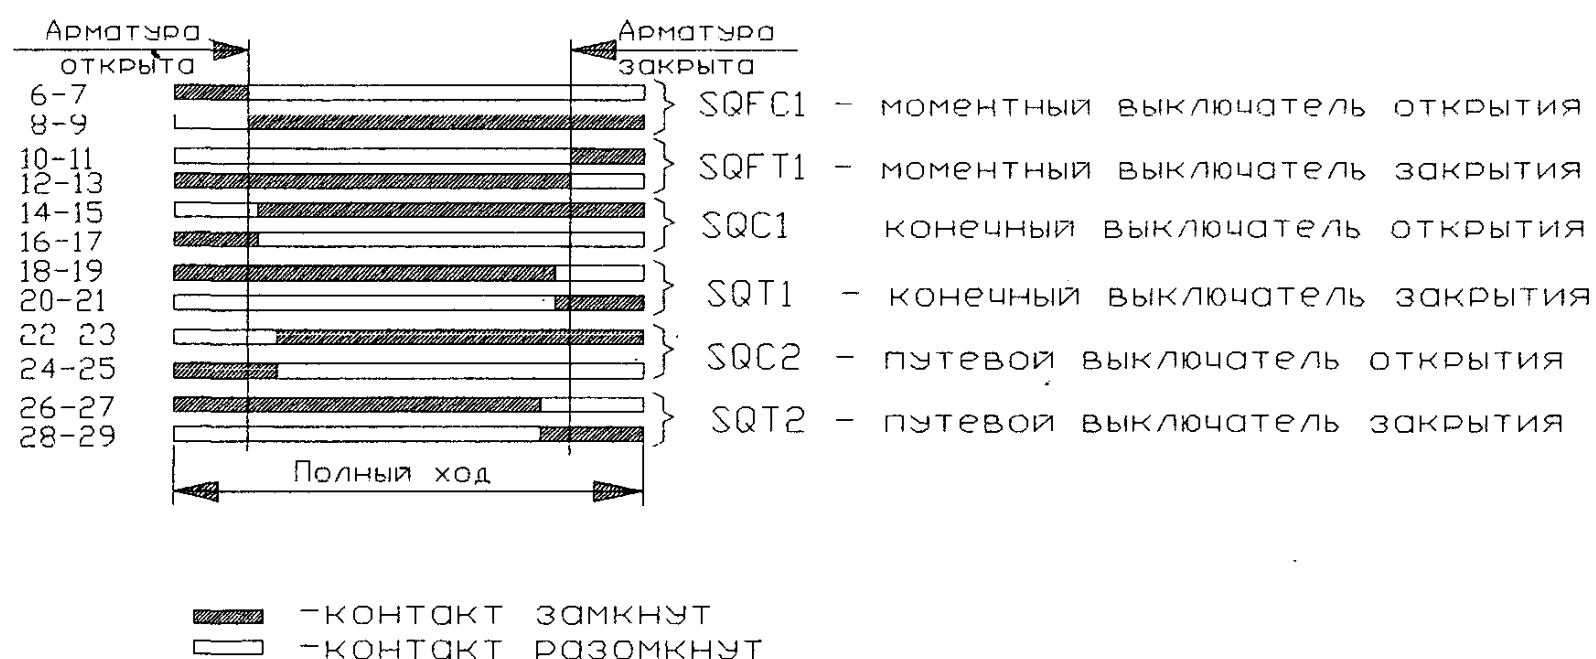 Арматура открыта
Арматура закрыта
6-7
8-9
SQFC1 - моментный выключатель открытия
10-11
12-13
SQFT1 - моментный выключатель закрытия
14-15
16-17
SQC1 конечный выключатель открытия
18-19
20-21
SQT1 - конечный выключатель закрытия
22 23
24-25
SQC2 - путевой выключатель открытия
26-27
28-29
SQT2 - путевой выключатель закрытия
Полный ход
-контакт замкнут
-контакт разомкнут